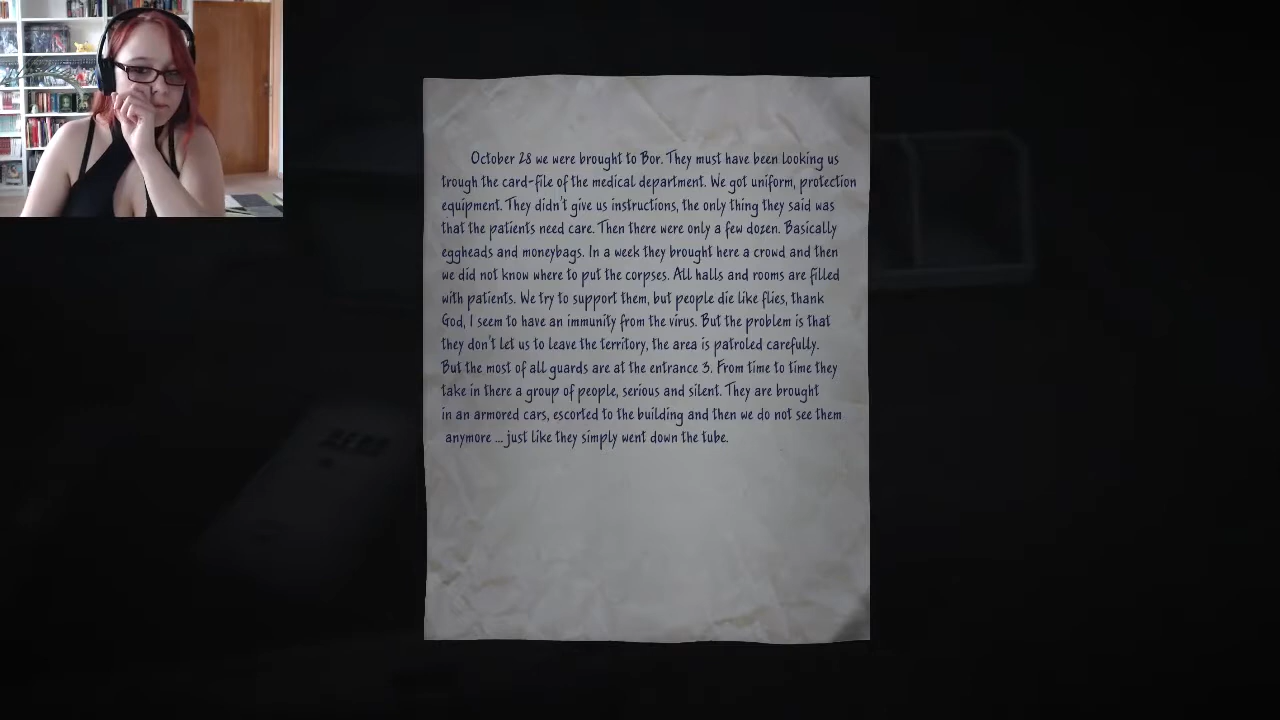 October 28 we were brought to Bor. They must have been looking us
trough the card-file of the medical department. We got uniform, protection
equipment. They didn't give us instructions, the only thing they said was
that the patients need care. Then there were only a few dozen. Basically
eggheads and moneybags. In a week they brought here a crowd and then
we did not know where to put the corpses. All halls and rooms are filled
with patients. We try to support them, but people die like flies, thank
God, I seem to have an immunity from the virus. But the problem is that
they don't let us to leave the territory, the area is patroled carefully.
But the most of all guards are at the entrance 3. From time to time they
take in there a group of people, serious and silent. They are brought
in an armored cars, escorted to the building and then we do not see them
anymore ... just like they simply went down the tube.